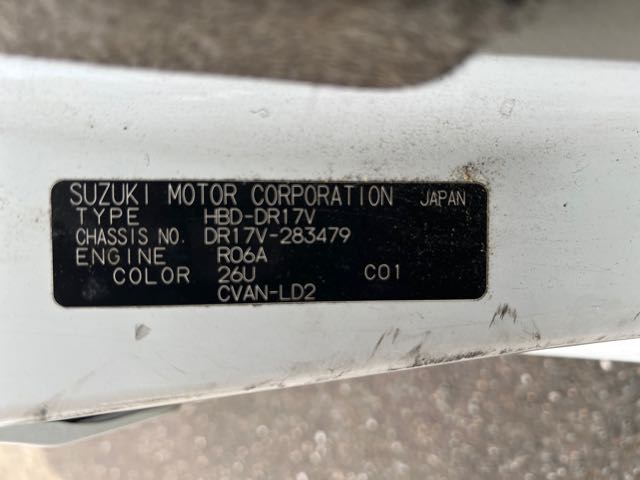 SUZUKI MOTOR CORPORATION JAPAN
TYPE HBD-DR17V
CHASSIS NO. DR17V-283479
ENGINE R06A
COLOR 26U C01
CVAN-LD2